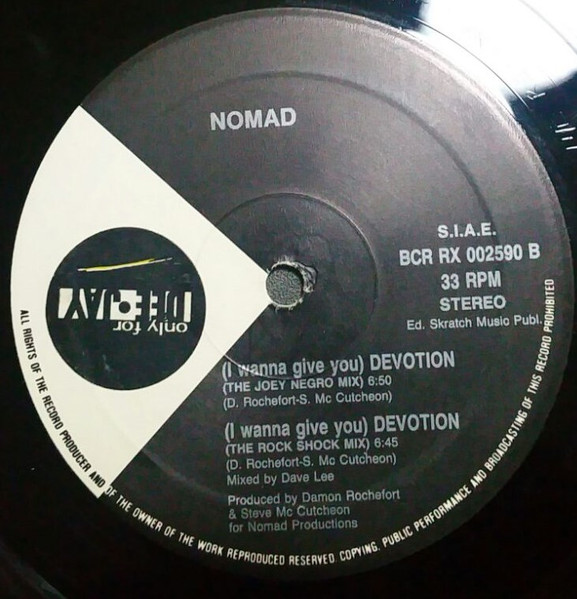 NOMAD
S.I.A.E.
BCR RX 002590 B
33 RPM
STEREO
Ed. Skratch Music Publ.
only for
DEEJAY
(I wanna give you) DEVOTION
(THE JOEY NEGRO MIX) 6:50
(D. Rochefort-S. Mc Cutcheon)
(I wanna give you) DEVOTION
(THE ROCK SHOCK MIX) 6:45
(D. Rochefort-S. Mc Cutcheon)
Mixed by Dave Lee
Produced by Damon Rochefort
& Steve Mc Cutcheon
for Nomad Productions
ALL RIGHTS OF THE RECORD PRODUCER AND OF THE OWNER OF THE WORK REPRODUCED RESERVED. COPYING, PUBLIC PERFORMANCE AND BROADCASTING OF THIS RECORD PROHIBITED